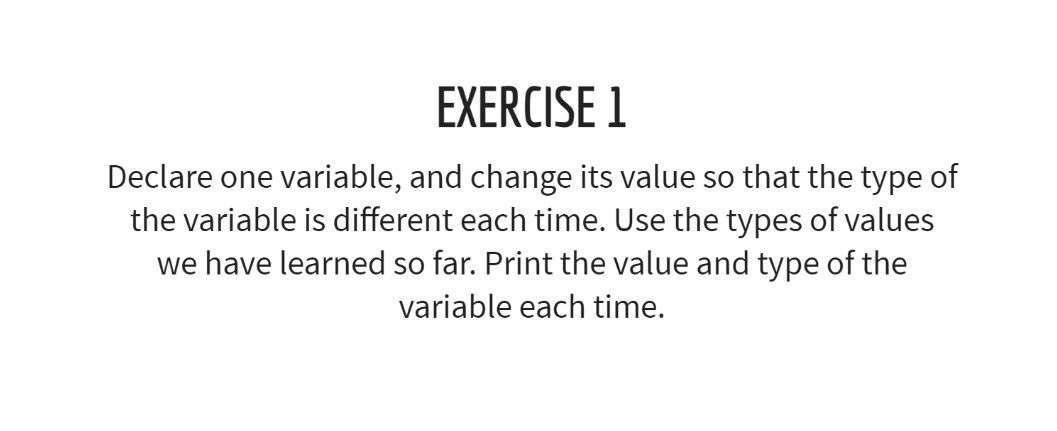 EXERCISE 1
Declare one variable, and change its value so that the type of
the variable is different each time. Use the types of values
we have learned so far. Print the value and type of the
variable each time.